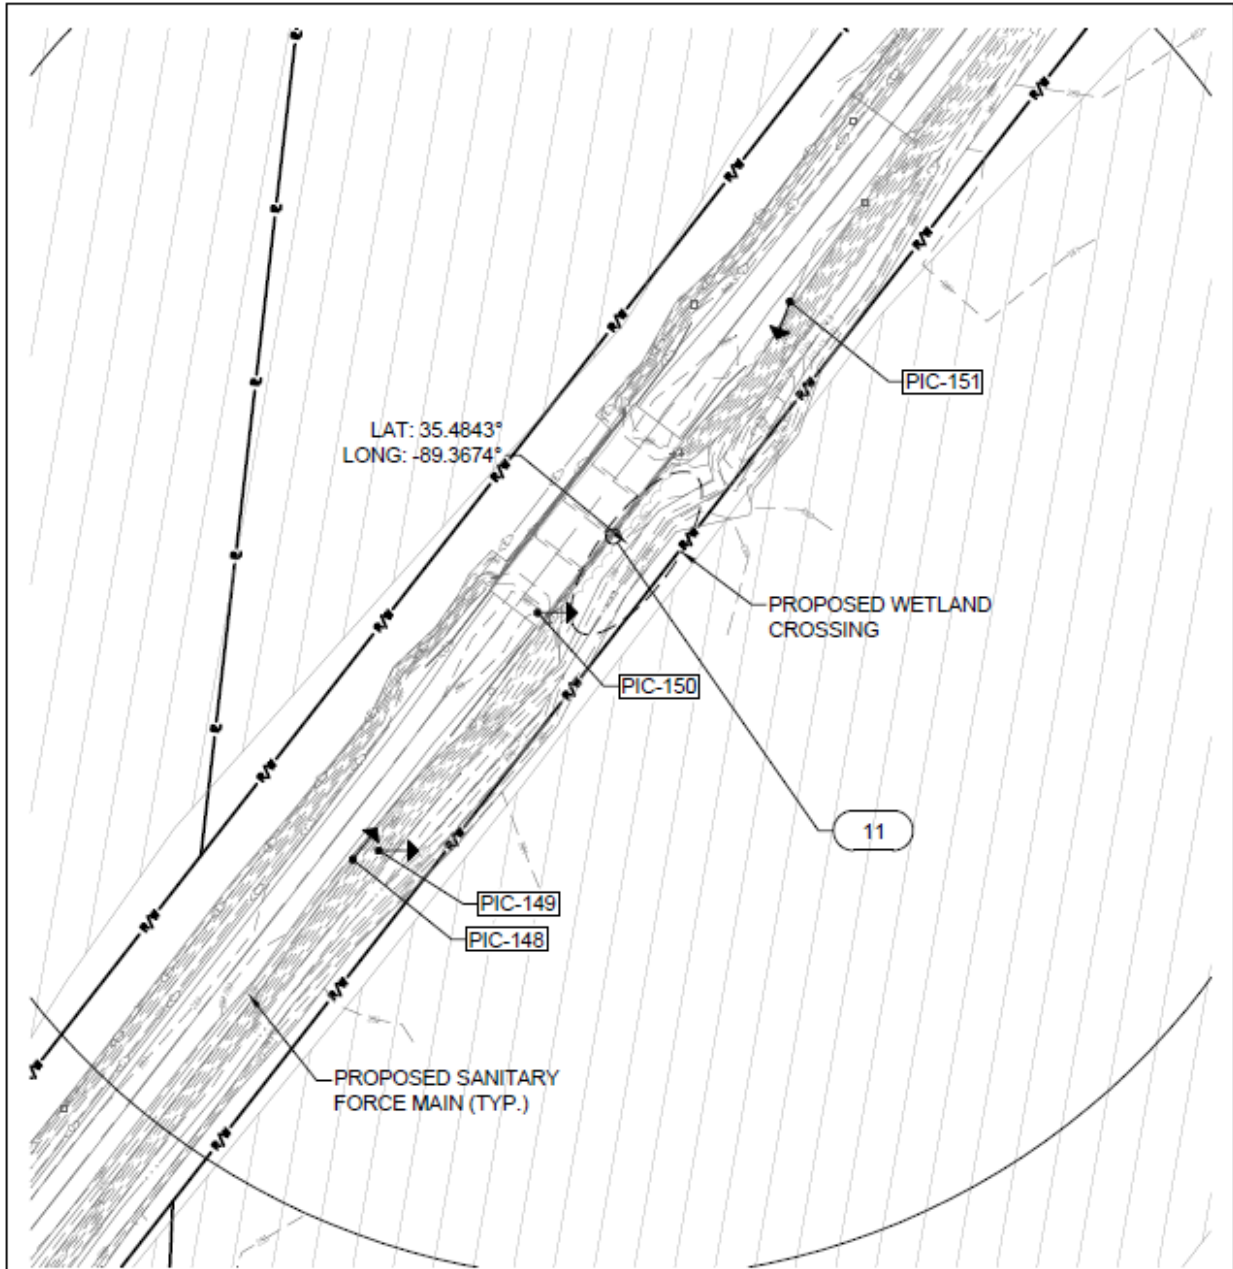 R/W
R/W
R/W
R/W
PIC-151
R/W
LAT: 35.4843°
LONG: -89.3674°
R/W
R/W
PROPOSED WETLAND
CROSSING
R/W
PIC-150
R/W
R/W
11
R/W
PIC-149
R/W
PIC-148
R/W
R/W
PROPOSED SANITARY
FORCE MAIN (TYP.)
R/W